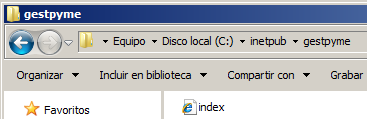 gestpyme
Equipo Disco local (C:) inetpub gestpyme
Organizar Incluir en biblioteca Compartir con Grabar
Favoritos index